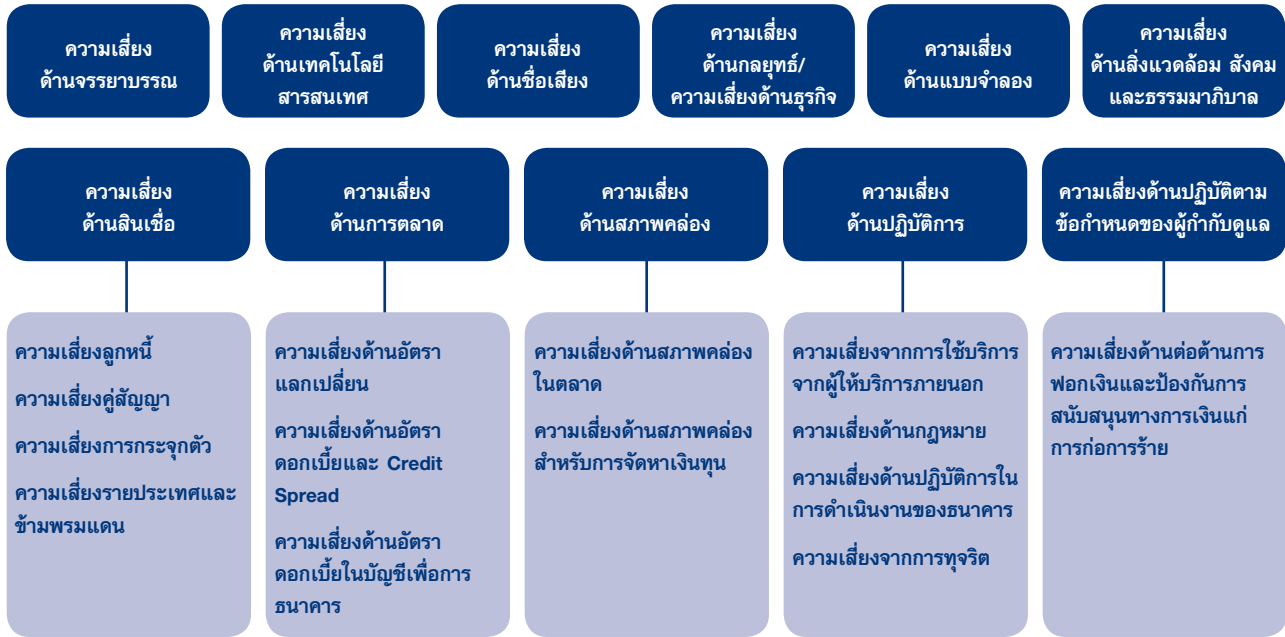 ความเสี่ยง
ด้านจรรยาบรรณ
ความเสี่ยง
ด้านเทคโนโลยี
สารสนเทศ
ความเสี่ยง
ด้านชื่อเสียง
ความเสี่ยง
ด้านกลยุทธ์/
ความเสี่ยงด้านธุรกิจ
ความเสี่ยง
ด้านแบบจำลอง
ความเสี่ยง
ด้านสิ่งแวดล้อม สังคม
และธรรมมาภิบาล
ความเสี่ยง
ด้านสินเชื่อ
ความเสี่ยง
ด้านการตลาด
ความเสี่ยง
ด้านสภาพคล่อง
ความเสี่ยง
ด้านปฏิบัติการ
ความเสี่ยงด้านปฏิบัติตาม
ข้อกำหนดของผู้กำกับดูแล
ความเสี่ยงลูกหนี้
ความเสี่ยงคู่สัญญา
ความเสี่ยงการกระจุกตัว
ความเสี่ยงรายประเทศและ
ข้ามพรมแดน
ความเสี่ยงด้านอัตรา
แลกเปลี่ยน
ความเสี่ยงด้านอัตรา
ดอกเบี้ยและ Credit
Spread
ความเสี่ยงด้านอัตรา
ดอกเบี้ยในบัญชีเพื่อการ
ธนาคาร
ความเสี่ยงด้านสภาพคล่อง
ในตลาด
ความเสี่ยงด้านสภาพคล่อง
สำหรับการจัดหาเงินทุน
ความเสี่ยงจากการใช้บริการ
จากผู้ให้บริการภายนอก
ความเสี่ยงด้านกฎหมาย
ความเสี่ยงด้านปฏิบัติการใน
การดำเนินงานของธนาคาร
ความเสี่ยงจากการทุจริต
ความเสี่ยงด้านต่อต้านการ
ฟอกเงินและป้องกันการ
สนับสนุนทางการเงินแก่
การก่อการร้าย